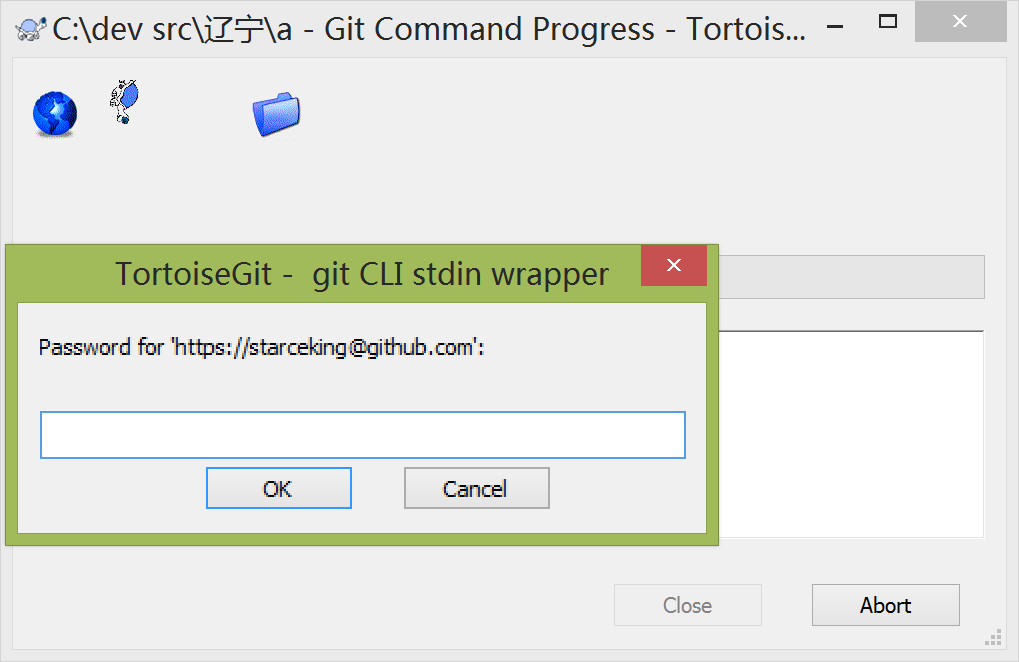 C:\dev src\辽宁\a - Git Command Progress - Tortois...
TortoiseGit -  git CLI stdin wrapper
Password for 'https://starceking@github.com':
OK
Cancel
Close
Abort